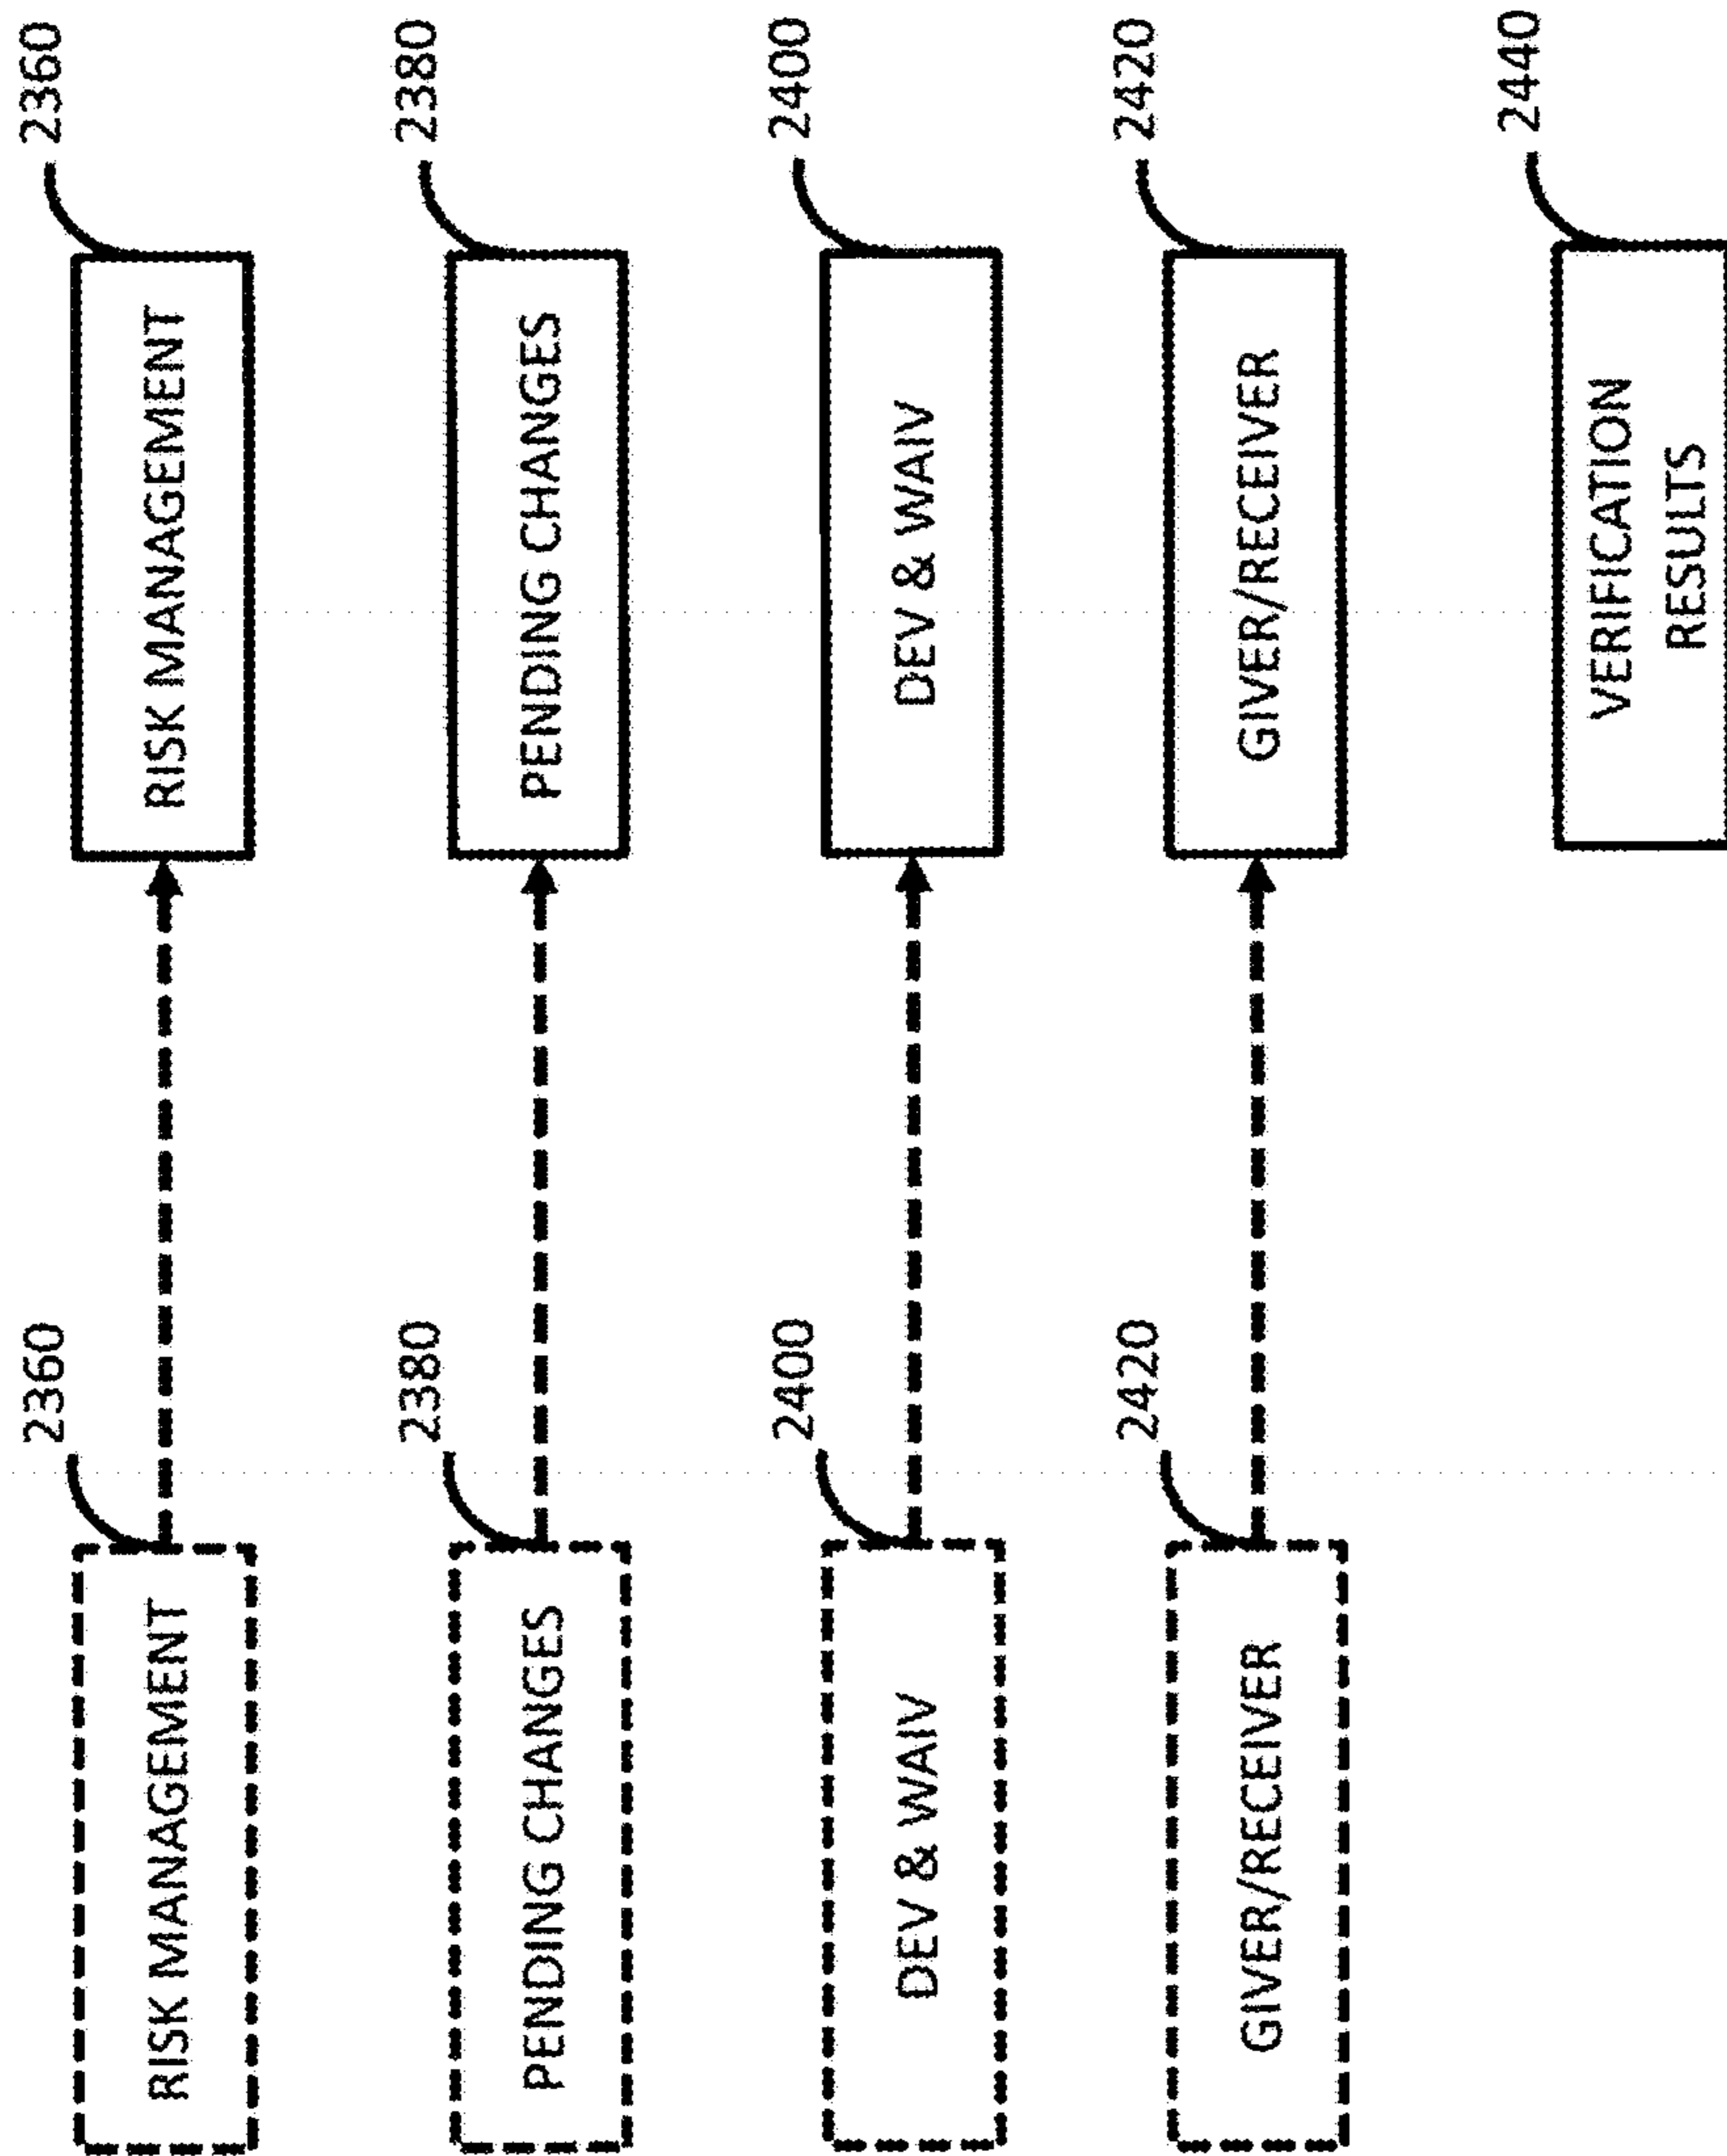 2360
RISK MANAGEMENT
2360
RISK MANAGEMENT
2380
PENDING CHANGES
2380
PENDING CHANGES
2400
DEV & WAIV
2400
DEV & WAIV
2420
GIVER/RECEIVER
2420
GIVER/RECEIVER
2440
VERIFICATION
RESULTS